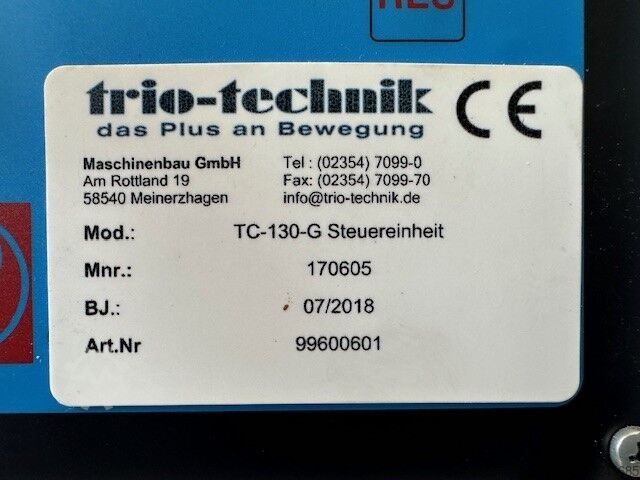 trio-technik
das Plus an Bewegung
CE
Maschinenbau GmbH
Am Rottland 19
58540 Meinerzhagen
Tel : (02354) 7099-0
Fax: (02354) 7099-70
info@trio-technik.de
Mod.: TC-130-G Steuereinheit
Mnr.: 170605
BJ.: 07/2018
Art.Nr 99600601